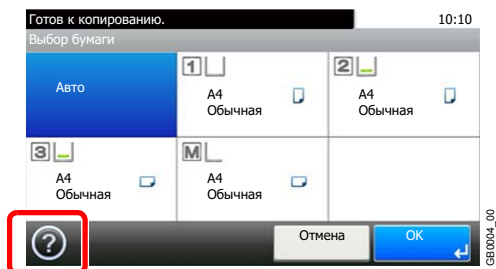 Готов к копированию. 10:10
Выбор бумаги
Авто
1
A4
Обычная
2
A4
Обычная
3
A4
Обычная
M
A4
Обычная
?
Отмена
OK
GB0004_00